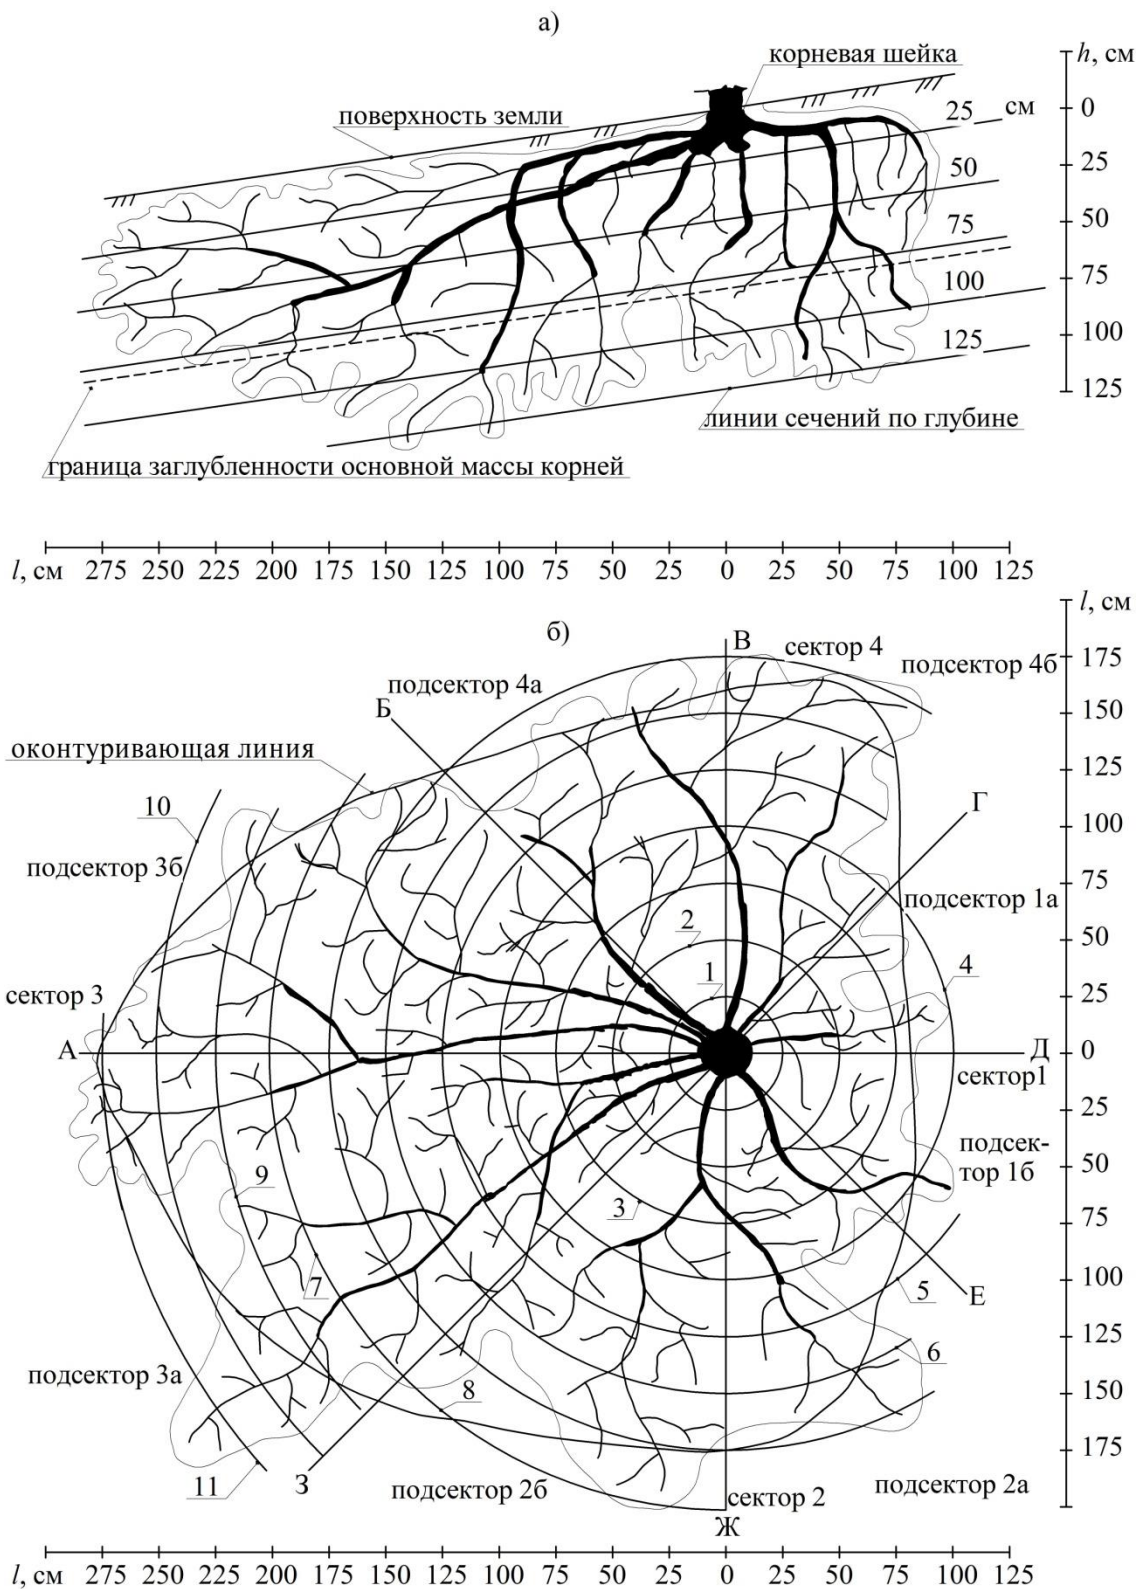 а)
корневая шейка
h, см
поверхность земли
25
см
0
50
25
75
50
100
75
125
100
125
линии сечений по глубине
граница заглубленности основной массы корней
l, см 275 250 225 200 175 150 125 100 75 50 25 0 25 50 75 100 125
l, см
б)
В
сектор 4
175
подсектор 4б
подсектор 4а
Б
150
оконтуривающая линия
125
10
Г
100
подсектор 3б
75
подсектор 1а
2
50
4
1
25
сектор 3
А
Д
0
сектор1
25
подсек-
тор 1б
50
9
3
75
7
5
100
Е
125
6
подсектор 3а
8
150
175
11
З
подсектор 2б
подсектор 2а
сектор 2
Ж
l, см 275 250 225 200 175 150 125 100 75 50 25 0 25 50 75 100 125